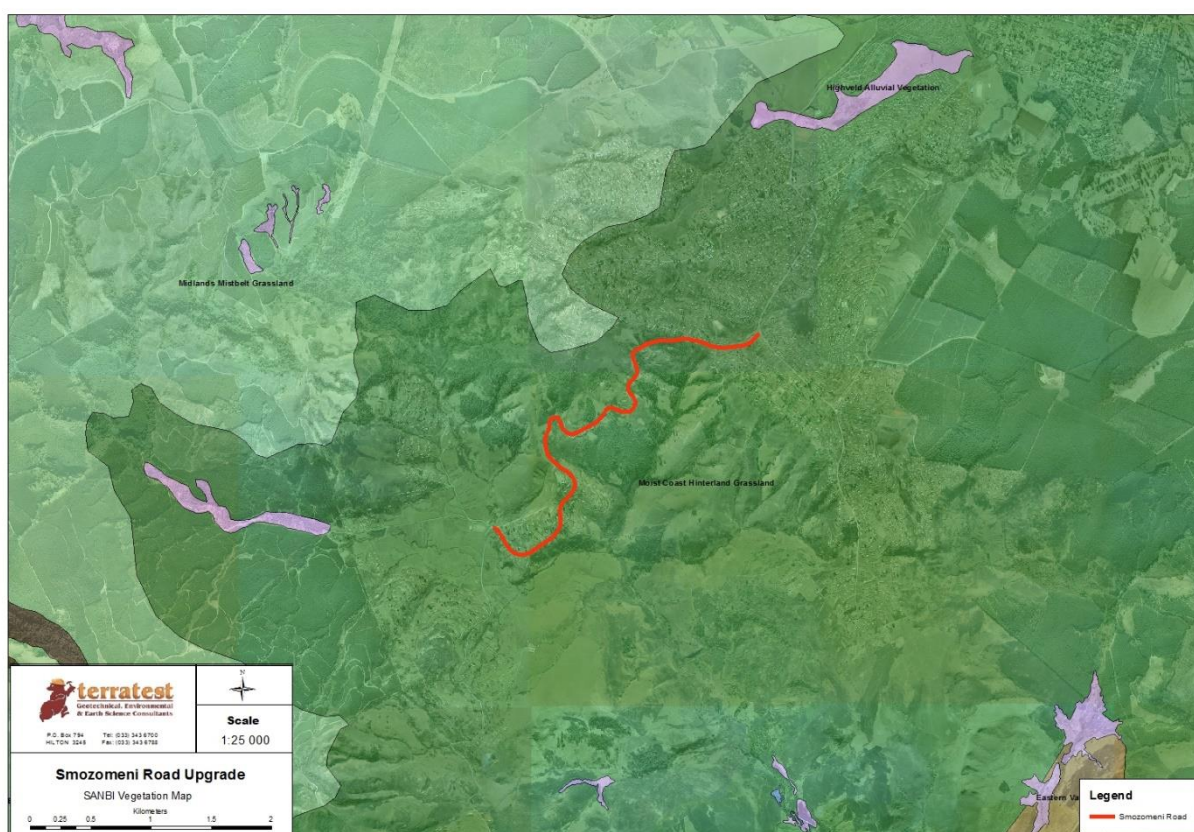 Highveld Alluvial Vegetation
Midlands Mistbelt Grassland
Moist Coast Hinterland Grassland
Eastern Va
terratest
Geotechnical, Environmental
& Earth Science Consultants
P.O. Box 794 Tel: (033) 343 6700
HILTON 3245 Fax: (033) 343 6788
N
Scale
1:25 000
Smozomeni Road Upgrade
SANBI Vegetation Map
Kilometers
0 0.25 0.5 1 1.5 2
Legend
Smozomeni Road